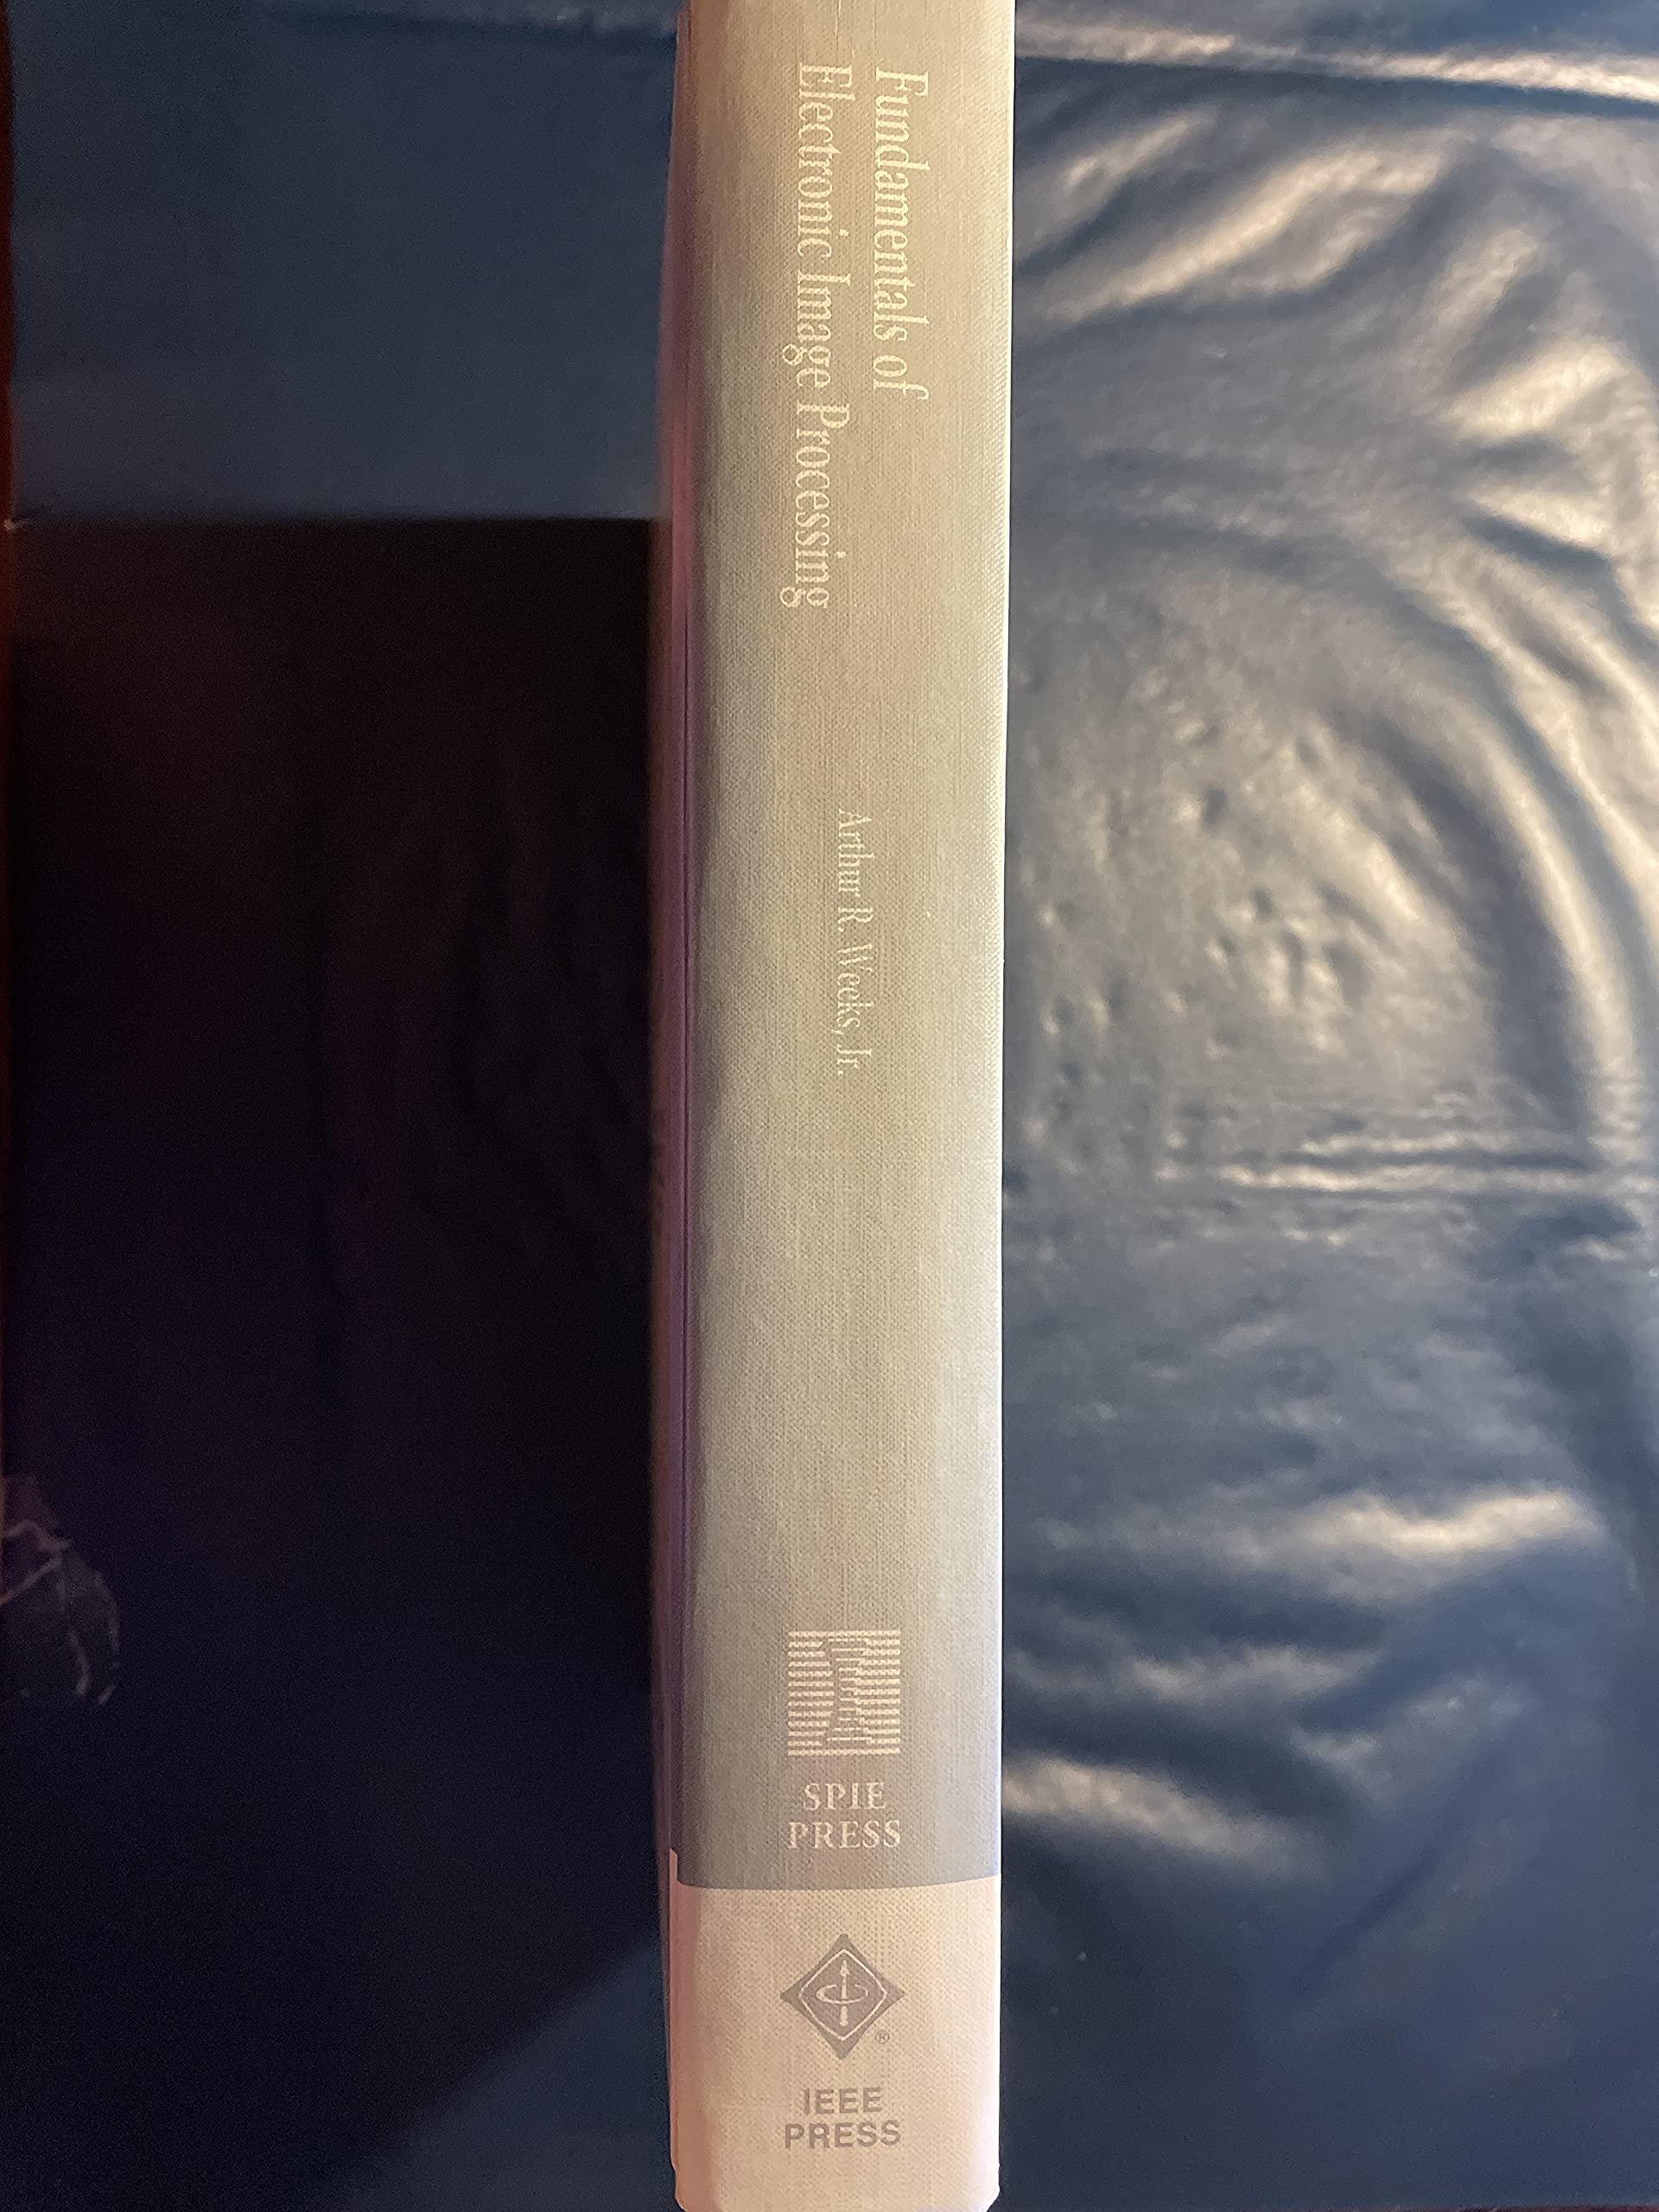 Fundamentals of
Electronic Image Processing
Arthur R. Weeks, Jr.
SPIE
PRESS
®
IEEE
PRESS